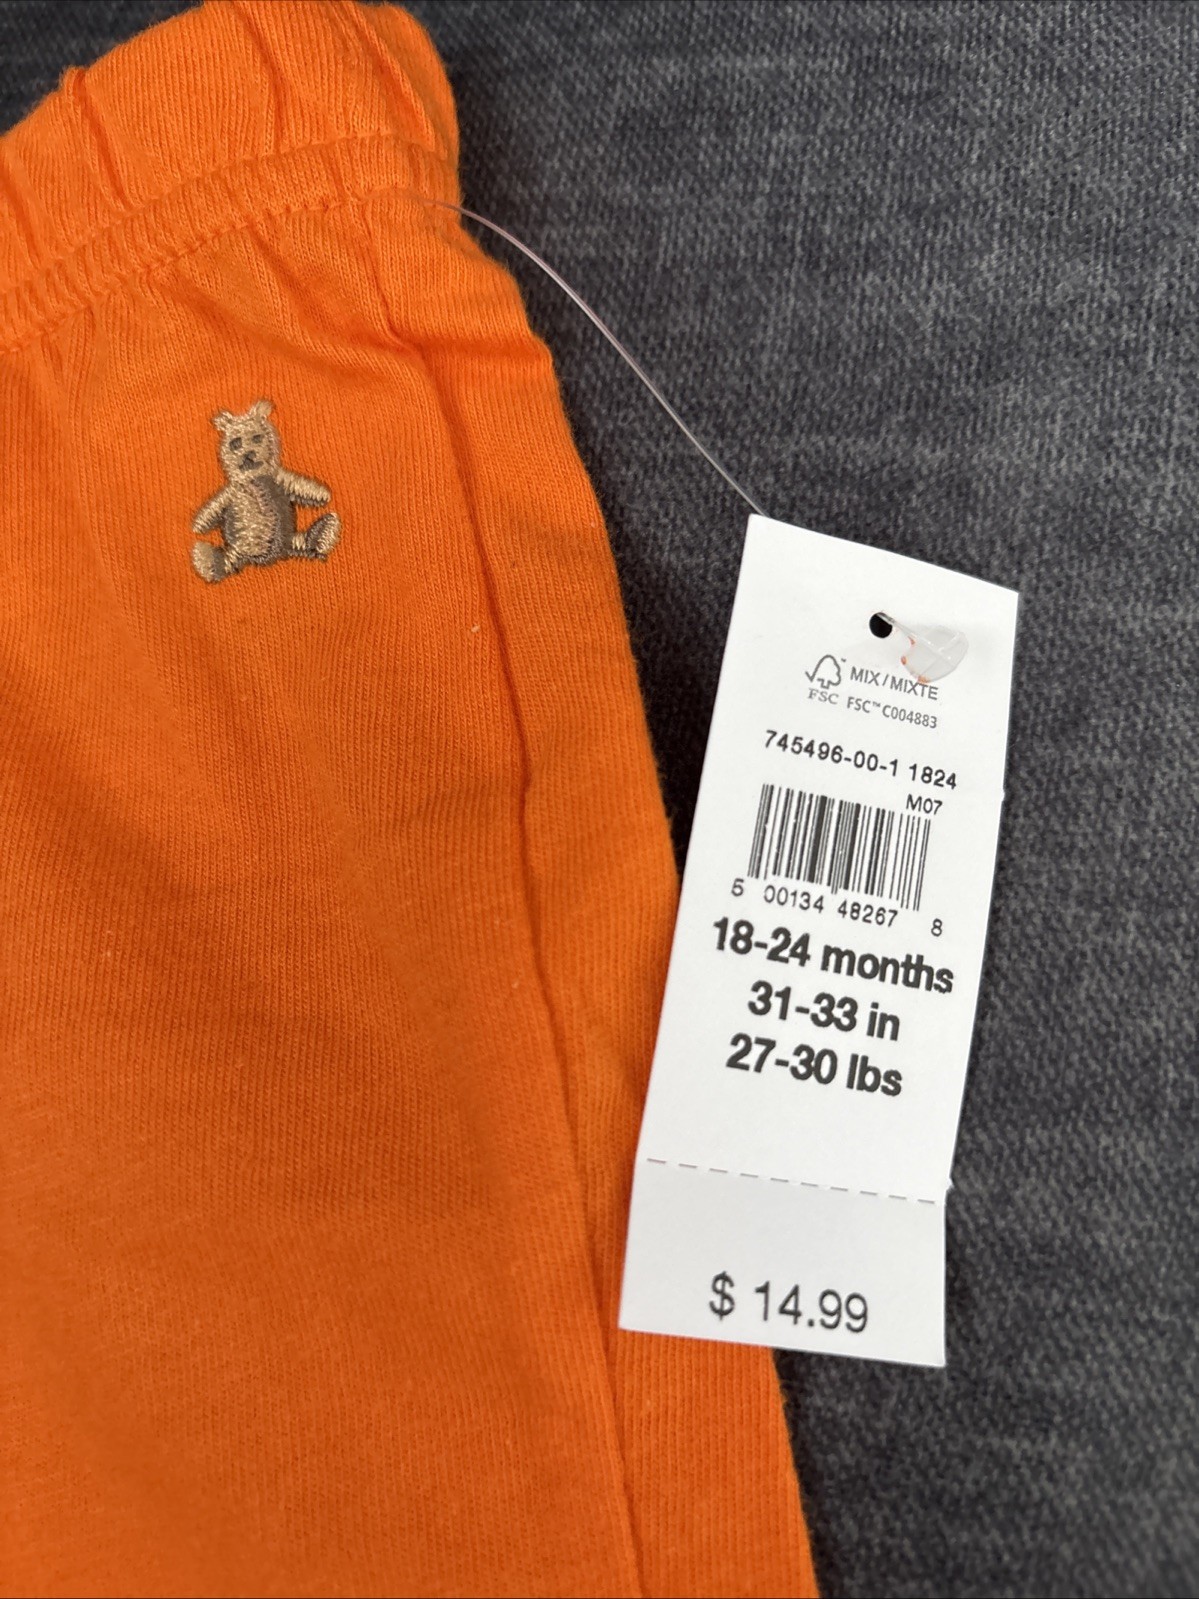 MIX/MIXTE
FSC FSC™ C004883
745496-00-1 1824
M07
5 00134 48267 8
18-24 months
31-33 in
27-30 lbs
$ 14.99